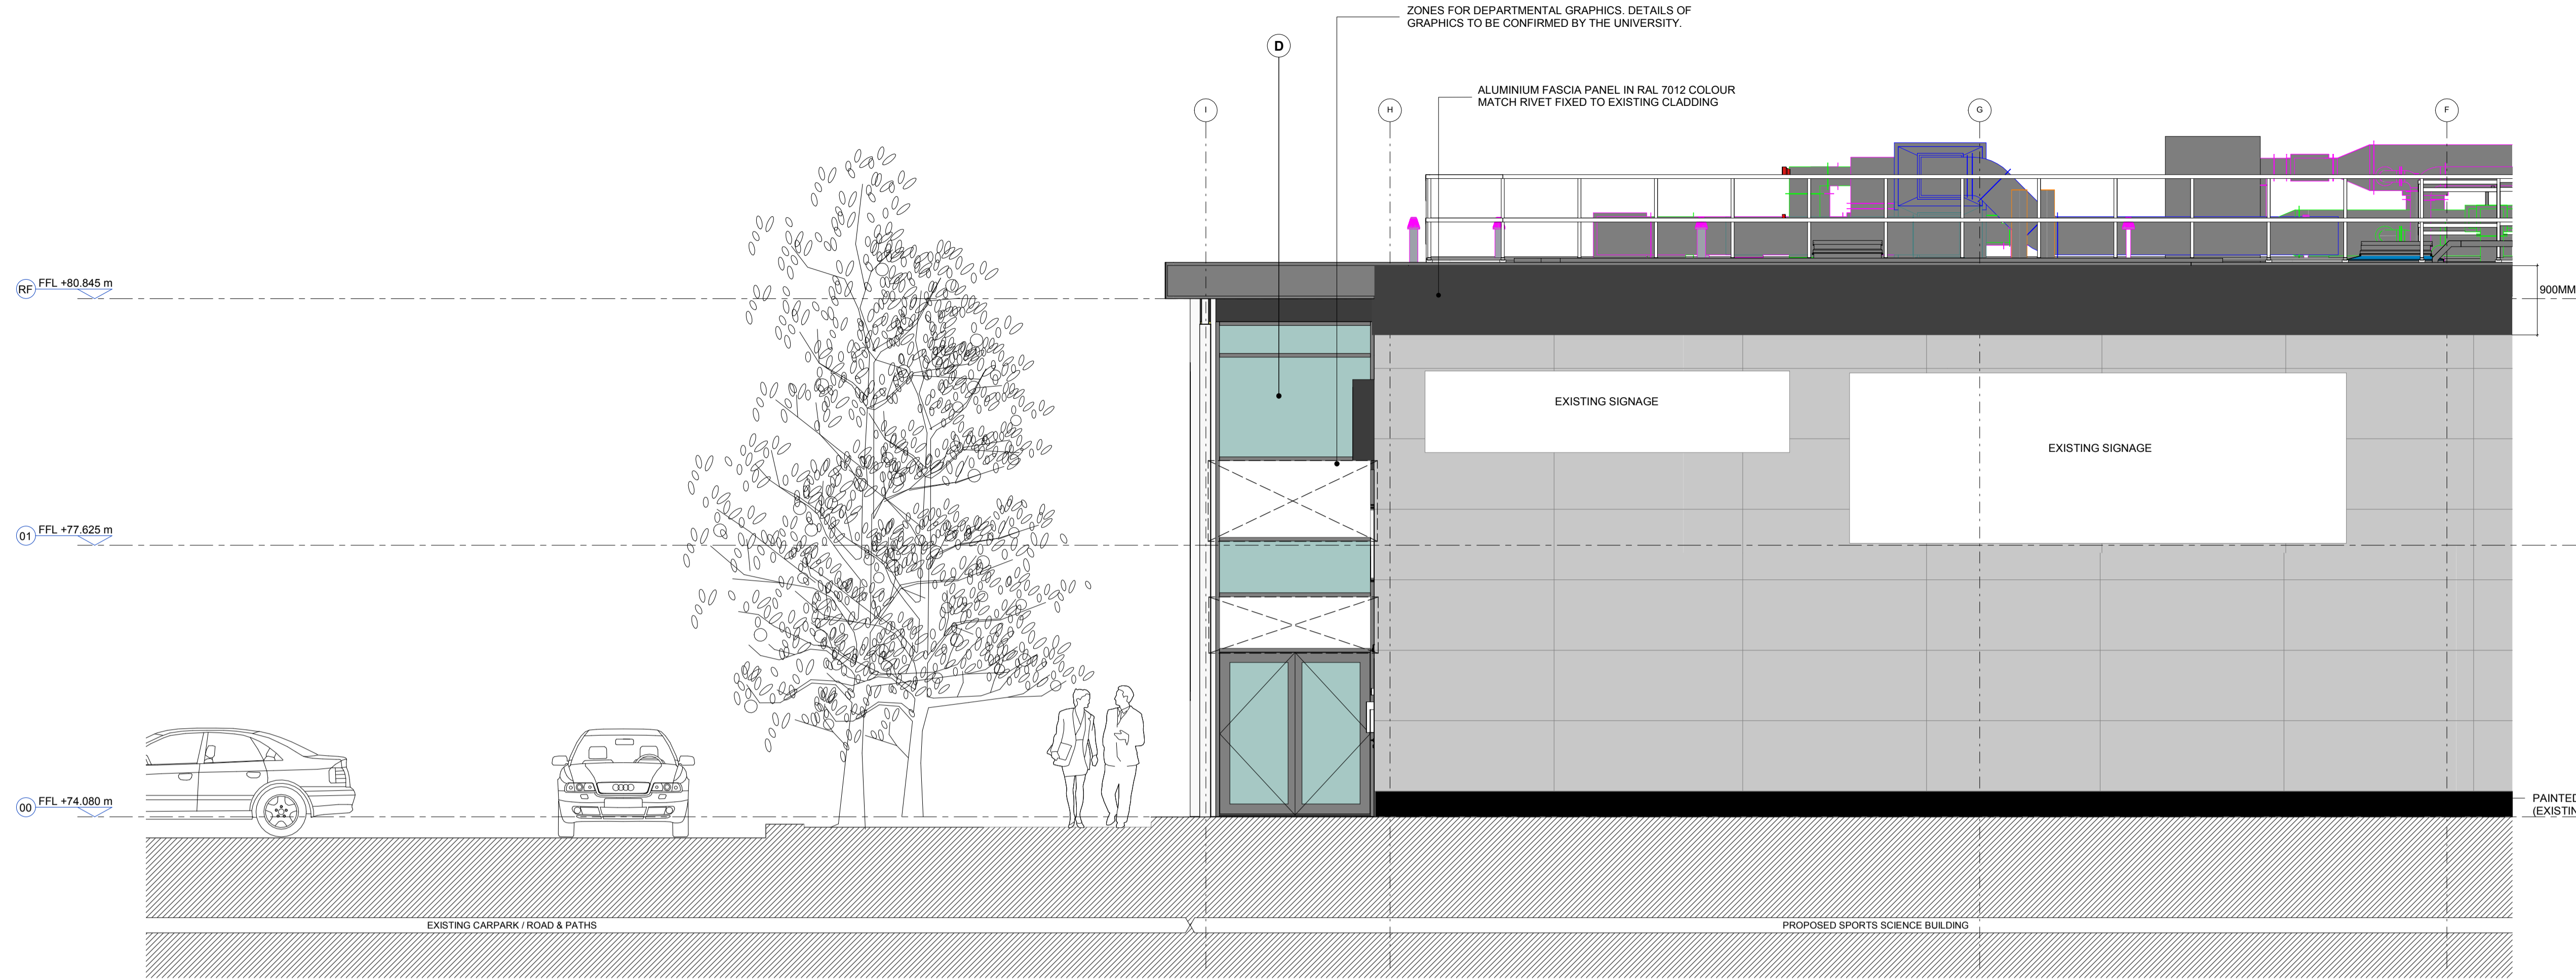 ZONES FOR DEPARTMENTAL GRAPHICS. DETAILS OF
GRAPHICS TO BE CONFIRMED BY THE UNIVERSITY.
D
ALUMINIUM FASCIA PANEL IN RAL 7012 COLOUR
MATCH RIVET FIXED TO EXISTING CLADDING
I
H
G
F
RF FFL +80.845 m
900MM
EXISTING SIGNAGE
EXISTING SIGNAGE
01 FFL +77.625 m
00 FFL +74.080 m
PAINTED
(EXISTIN
EXISTING CARPARK / ROAD & PATHS
PROPOSED SPORTS SCIENCE BUILDING